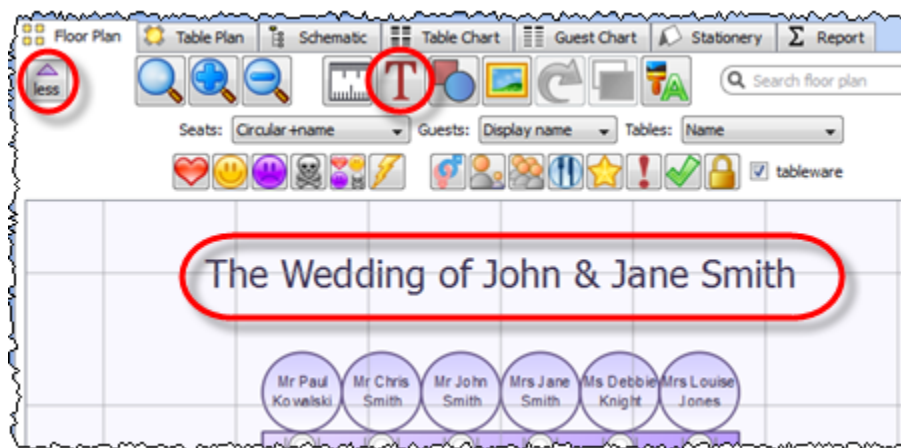 Floor Plan Table Plan Schematic Table Chart Guest Chart Stationery Σ Report
less T TA Search floor plan
Seats: Circular +name Guests: Display name Tables: Name
! tableware
The Wedding of John & Jane Smith
Mr Paul Mr Chris Mr John Mrs Jane Ms Debbie Mrs Louise
Kowalski Smith Smith Smith Knight Jones